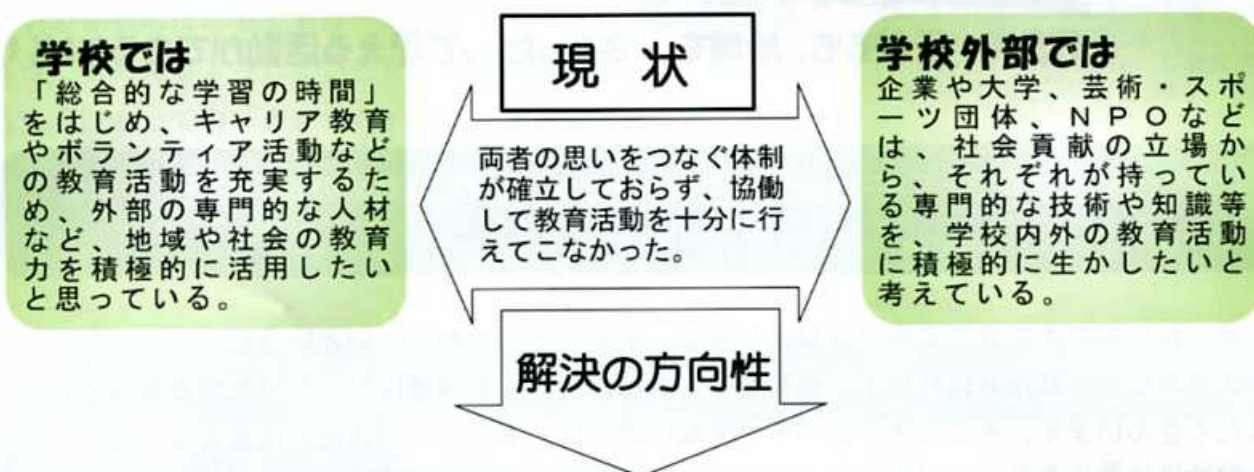 学校では
「総合的な学習の時間」
をはじめ、キャリア教育
やボランティア活動など
の教育活動を充実するた
め、外部の専門的な人材
など、地域や社会の教育
力を積極的に活用したい
と思っている。
現 状
両者の思いをつなぐ体制
が確立しておらず、協働
して教育活動を十分に行
えてこなかった。
学校外部では
企業や大学、芸術・スポ
ーツ団体、NPOなど
は、社会貢献の立場か
ら、それぞれが持ってい
る専門的な技術や知識等
を、学校内外の教育活動
に積極的に生かしたいと
考えている。
解決の方向性